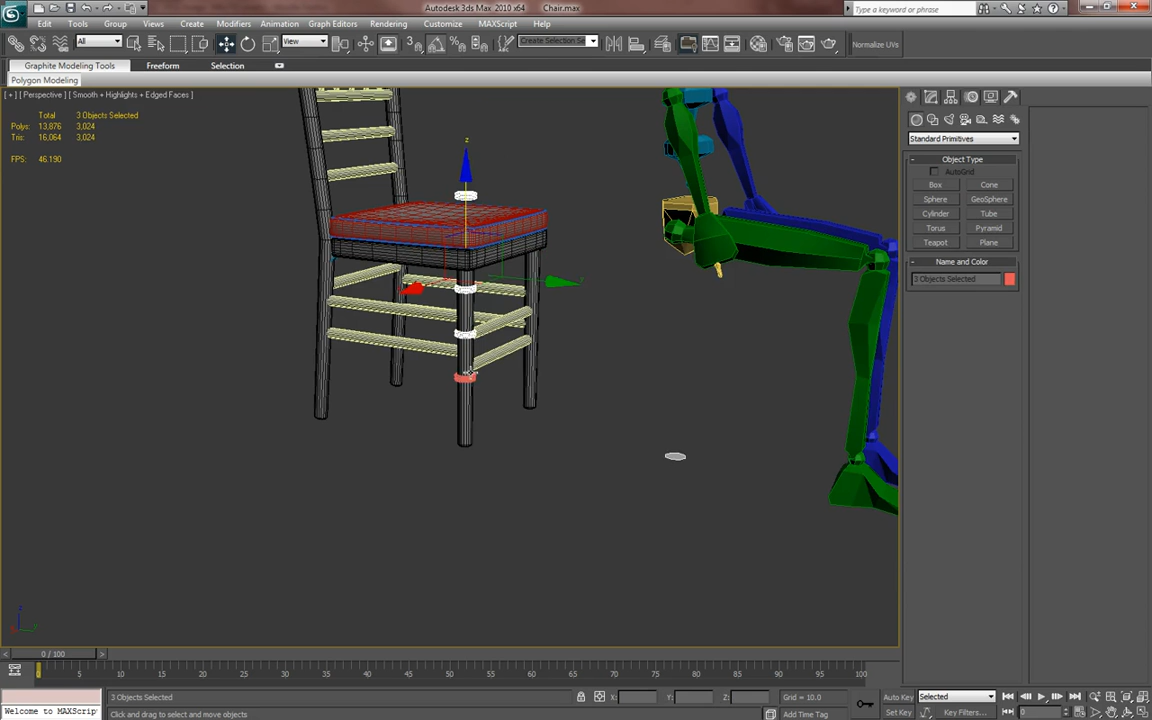 Autodesk 3ds Max 2010 x64 Chair.max
Type a keyword or phrase
Edit Tools Group Views Create Modifiers Animation Graph Editors Rendering Customize MAXScript Help
All View Create Selection Se Normalize UVs
Graphite Modeling Tools Freeform Selection
Polygon Modeling
[ + ] [ Perspective ] [ Smooth + Highlights + Edged Faces ]
Total 3 Objects Selected
Polys: 13,876 3,024
Tris: 16,064 3,024
FPS: 46.190
Standard Primitives
Object Type
AutoGrid
Box Cone
Sphere GeoSphere
Cylinder Tube
Torus Pyramid
Teapot Plane
Name and Color
3 Objects Selected
z
0 / 100
0 5 10 15 20 25 30 35 40 45 50 55 60 65 70 75 80 85 90 95 100
3 Objects Selected X: Y: Z: Grid = 10.0 Auto Key Selected
Welcome to MAXScrip Click and drag to select and move objects Add Time Tag Set Key Key Filters... 0